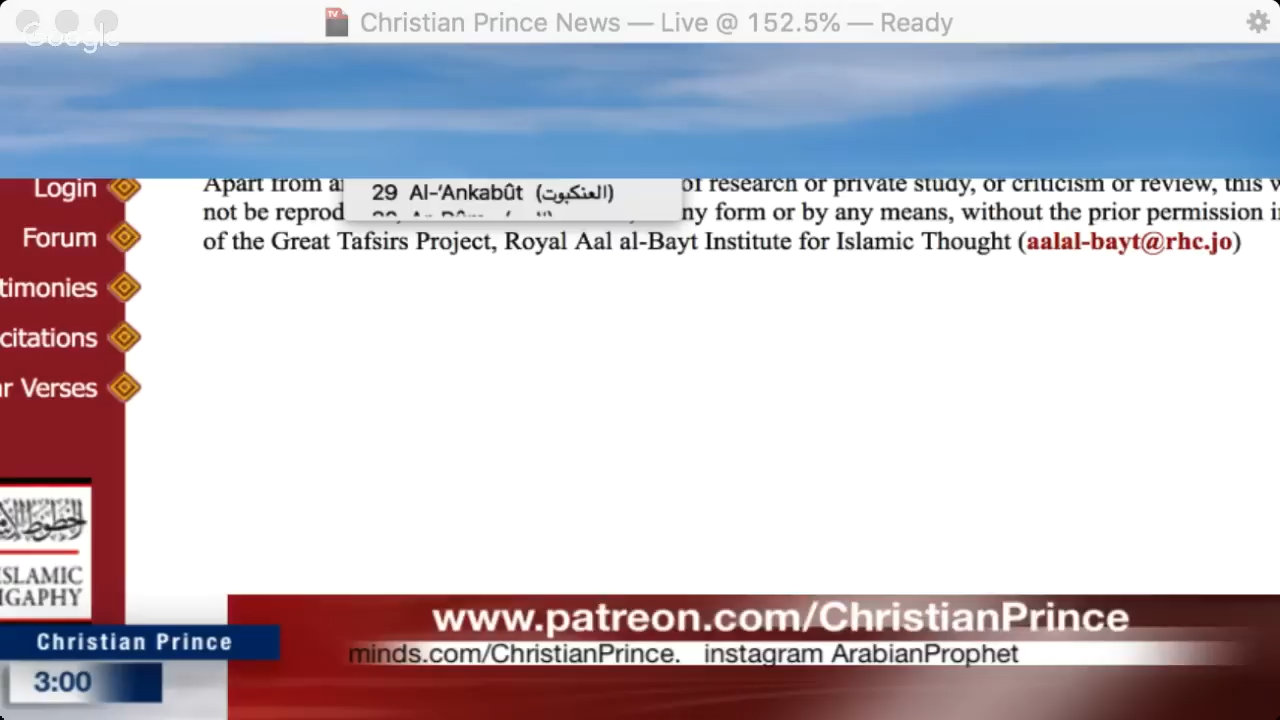 Google
Christian Prince News — Live @ 152.5% — Ready
Login
Forum
timonies
citations
r Verses
Apart from a
29 Al-'Ankabût (العنكبوت)
of research or private study, or criticism or review, this
not be reprod
ny form or by any means, without the prior permission i
of the Great Tafsirs Project, Royal Aal al-Bayt Institute for Islamic Thought (aalal-bayt@rhc.jo)
SLAMIC
IGAPHY
www.patreon.com/ChristianPrince
Christian Prince
minds.com/ChristianPrince. instagram ArabianProphet
3:00